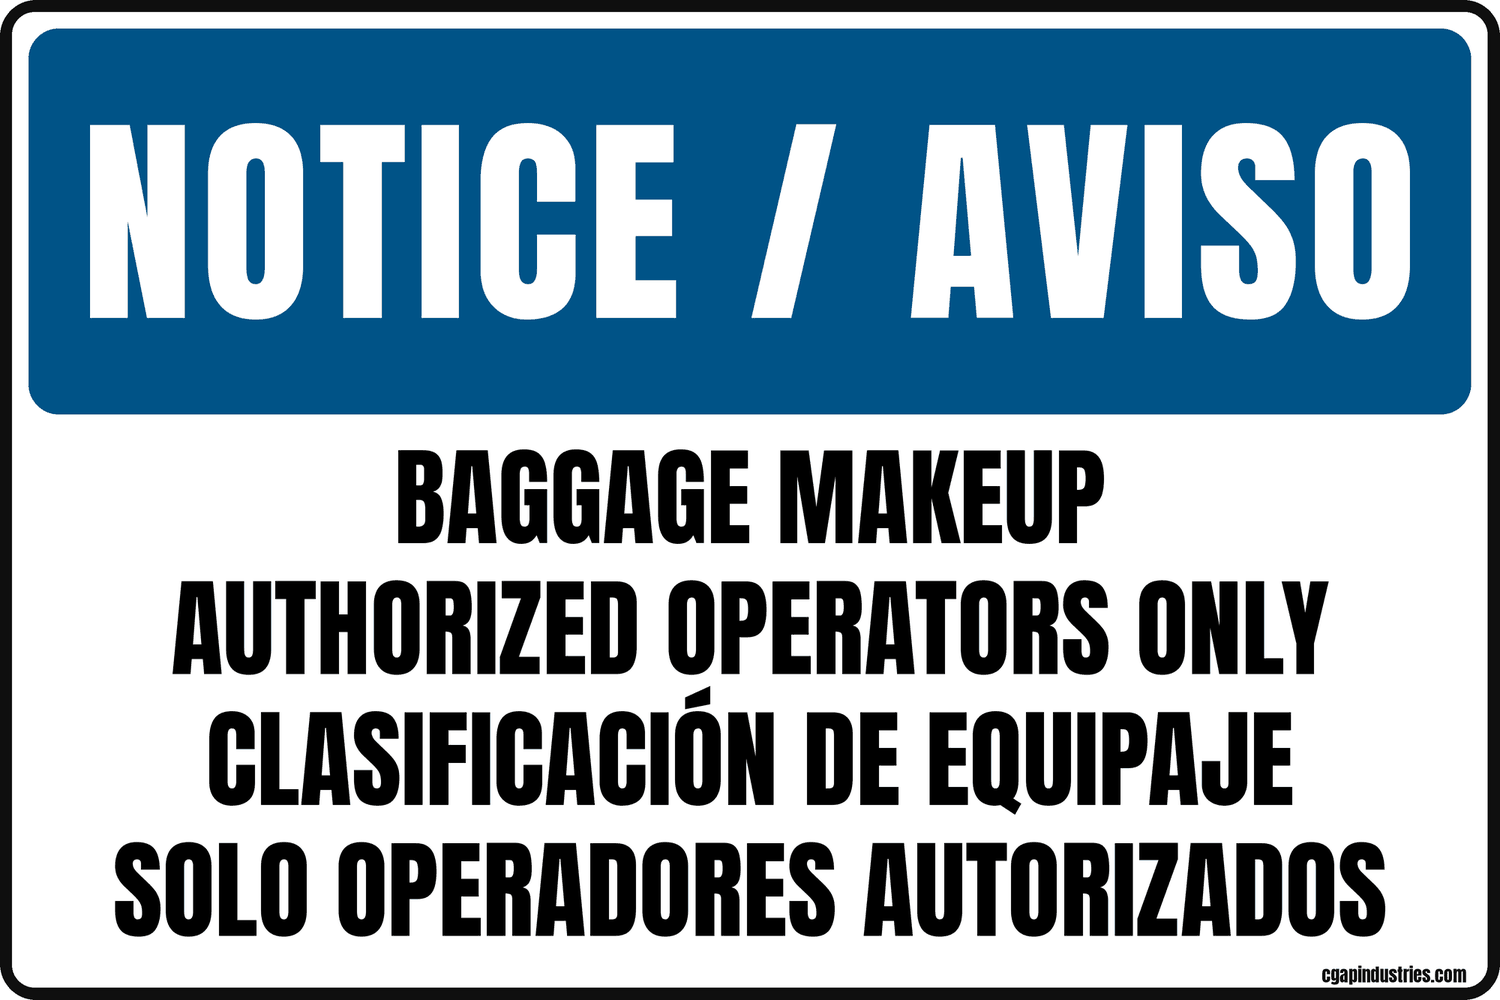 NOTICE / AVISO
BAGGAGE MAKEUP
AUTHORIZED OPERATORS ONLY
CLASIFICACIÓN DE EQUIPAJE
SOLO OPERADORES AUTORIZADOS
cgapindustries.com